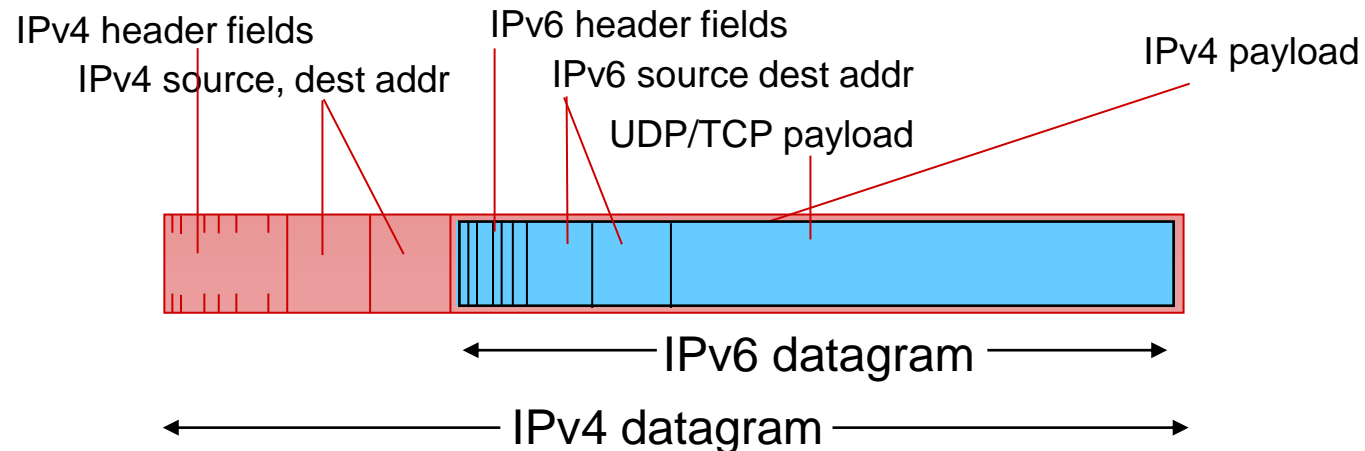 IPv4 header fields
IPv6 header fields
IPv4 payload
IPv4 source, dest addr
IPv6 source dest addr
UDP/TCP payload
IPv6 datagram
IPv4 datagram